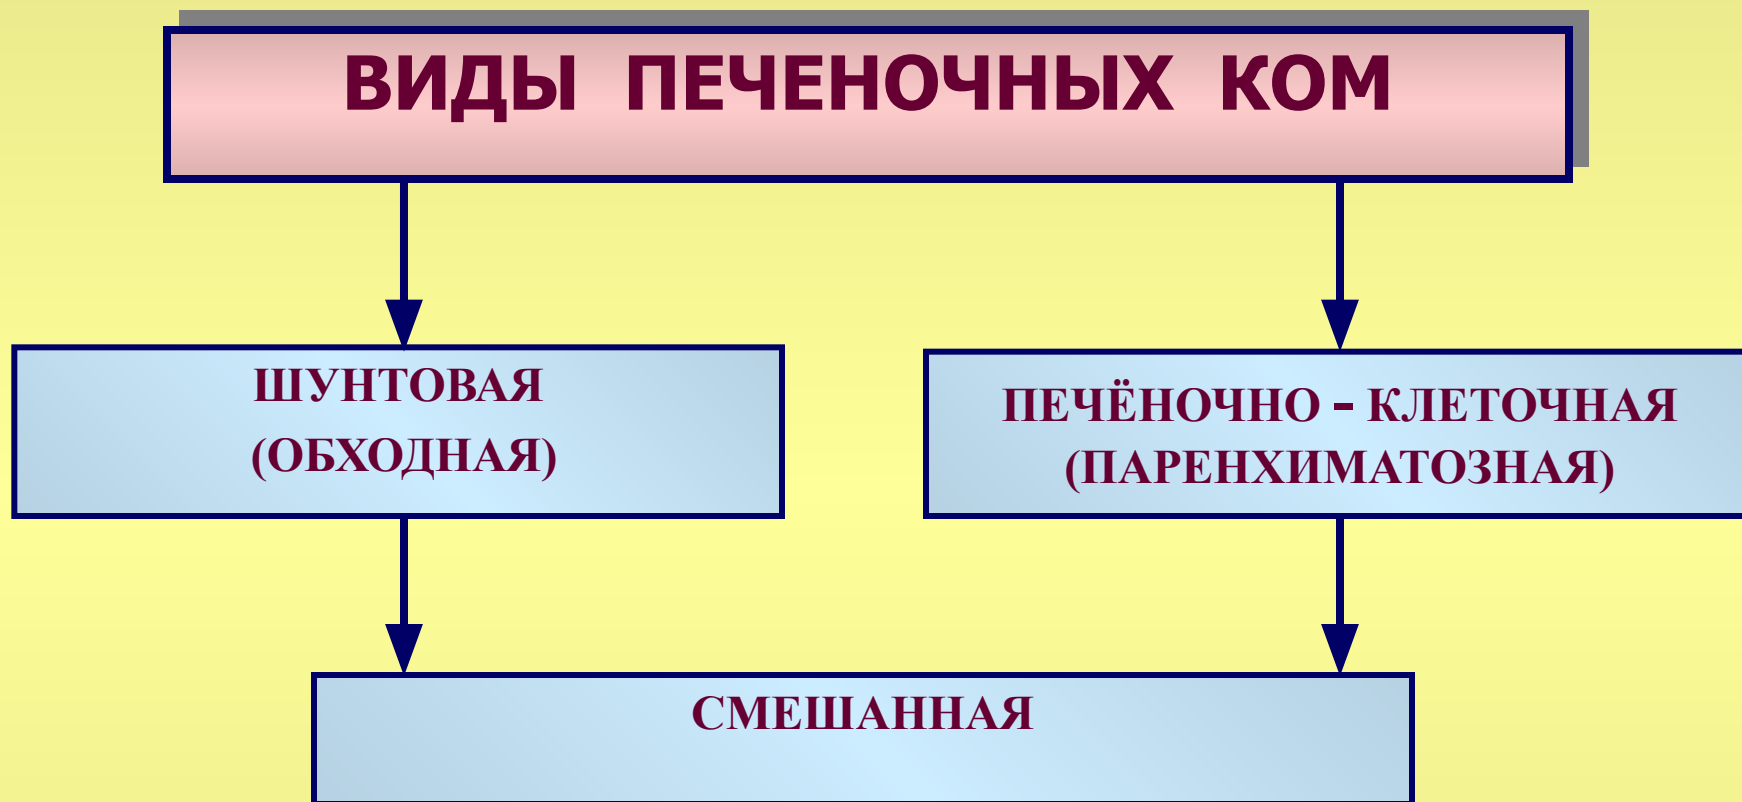 ВИДЫ ПЕЧЕНОЧНЫХ КОМ
ШУНТОВАЯ
(ОБХОДНАЯ)
ПЕЧЁНОЧНО - КЛЕТОЧНАЯ
(ПАРЕНХИМАТОЗНАЯ)
СМЕШАННАЯ